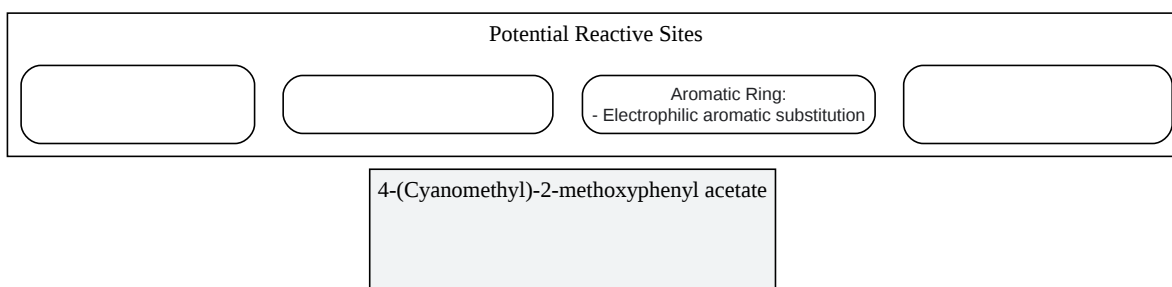 Potential Reactive Sites
Aromatic Ring:
- Electrophilic aromatic substitution
4-(Cyanomethyl)-2-methoxyphenyl acetate